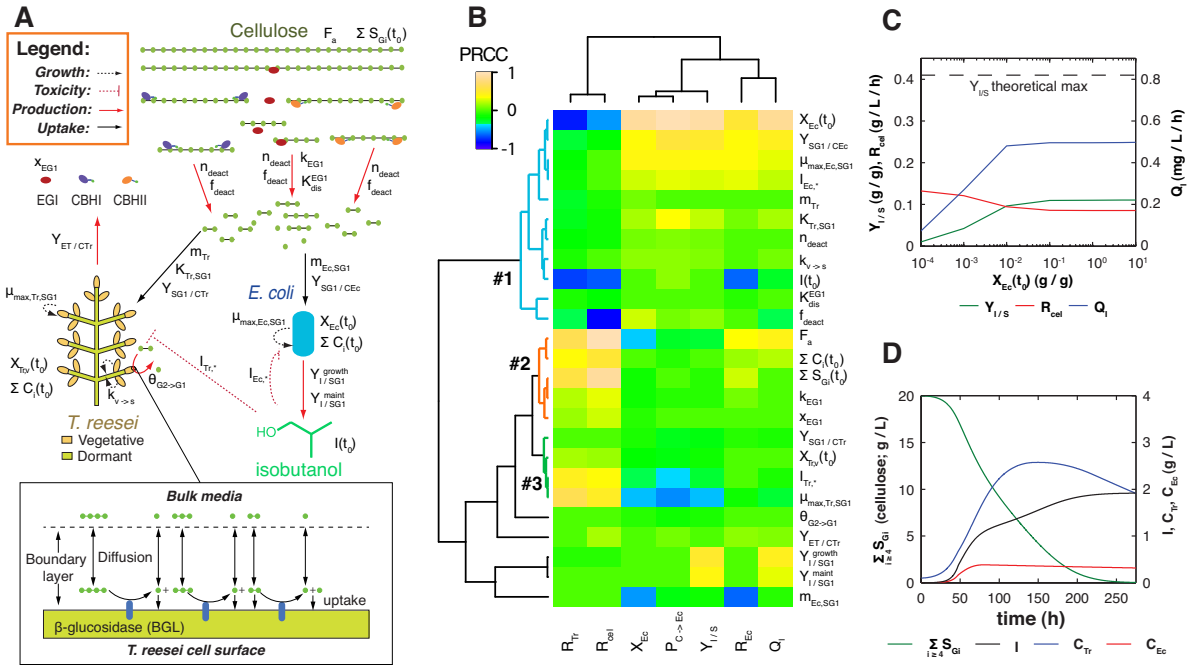 A
Cellulose F_a Σ S_Gi(t_0)
Legend:
Growth:
Toxicity:
Production:
Uptake:
x_EG1
EGI CBHI CBHII
n_deact
f_deact
n_deact
f_deact
k_EG1
K_dis^EG1
n_deact
f_deact
Y_ET / CTr
m_Tr
K_Tr,SG1
Y_SG1 / CTr
m_Ec,SG1
Y_SG1 / CEc
E. coli
μ_max,Tr,SG1
μ_max,Ec,SG1
X_Ec(t_0)
Σ C_i(t_0)
X_Tr,v(t_0)
Σ C_i(t_0)
k_v -> s
θ_G2->G1
I_Tr,*
I_Ec,*
Y_I / SG1^growth
Y_I / SG1^maint
T. reesei
Vegetative
Dormant
HO
I(t_0)
isobutanol
Bulk media
Boundary layer
Diffusion
+ + + +
uptake
β-glucosidase (BGL)
T. reesei cell surface
B
PRCC
1
0
-1
#1
#2
#3
X_Ec(t_0)
Y_SG1 / CEc
μ_max,Ec,SG1
I_Ec,*
m_Tr
K_Tr,SG1
n_deact
k_v -> s
I(t_0)
K_dis^EG1
f_deact
F_a
Σ C_i(t_0)
Σ S_Gi(t_0)
k_EG1
x_EG1
Y_SG1 / CTr
X_Tr,v(t_0)
I_Tr,*
μ_max,Tr,SG1
θ_G2->G1
Y_ET / CTr
Y_I / SG1^growth
Y_I / SG1^maint
m_Ec,SG1
R_Tr R_cel X_Ec P_C -> Ec Y_I / S R_Ec Q_I
C
Y_I/S theoretical max
Y_I / S (g / g), R_cel (g / L / h)
0.4
0.3
0.2
0.1
0
Q_I (mg / L / h)
0.8
0.6
0.4
0.2
0
10^-4 10^-3 10^-2 10^-1 10^0 10^1
X_Ec(t_0) (g / g)
Y_I / S R_cel Q_I
D
Σ_i ≥ 4 S_Gi (cellulose; g / L)
20
15
10
5
0
I, C_Tr, C_Ec (g / L)
4
3
2
1
0
0 50 100 150 200 250
time (h)
Σ_i ≥ 4 S_Gi I C_Tr C_Ec